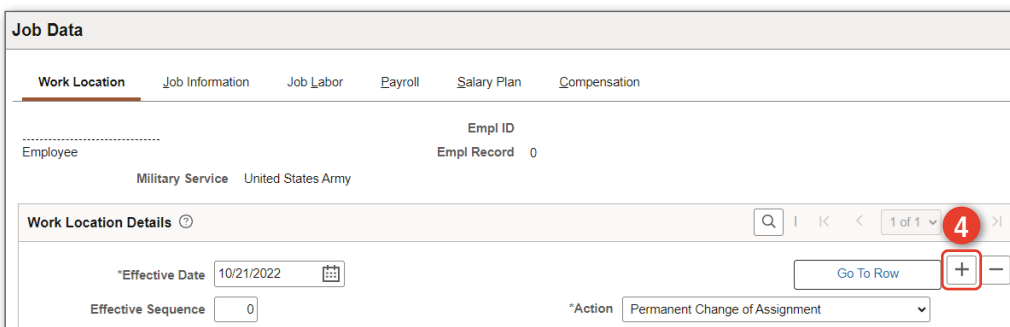 Job Data
Work Location Job Information Job Labor Payroll Salary Plan Compensation
Empl ID
Employee Empl Record 0
Military Service United States Army
Work Location Details ? 1 of 1 4
*Effective Date 10/21/2022 Go To Row + −
Effective Sequence 0 *Action Permanent Change of Assignment